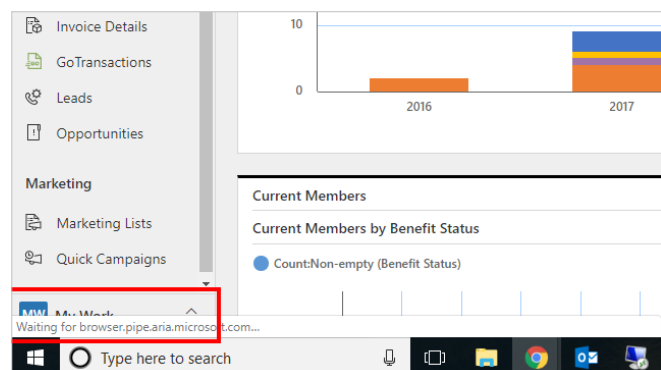 Invoice Details
GoTransactions
Leads
Opportunities
Marketing
Marketing Lists
Quick Campaigns
MW My Work
Waiting for browser.pipe.aria.microsoft.com...
10
0
2016 2017
Current Members
Current Members by Benefit Status
Count:Non-empty (Benefit Status)
Type here to search